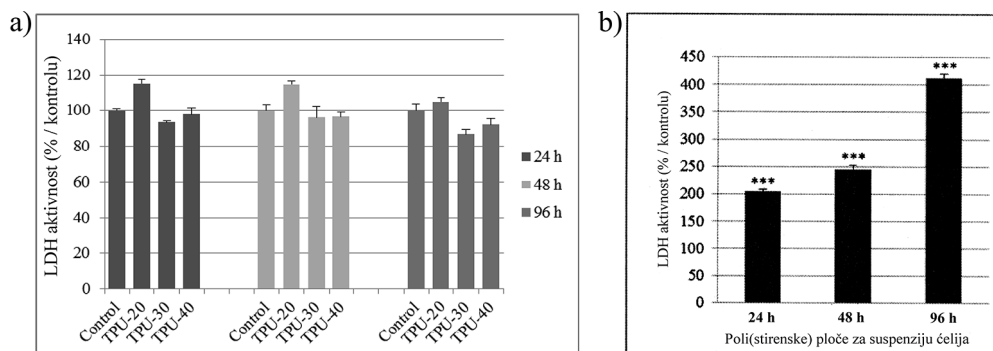 a)
LDH aktivnost (% / kontrolu)
140
120
100
80
60
40
20
0
Control
TPU-20
TPU-30
TPU-40
Control
TPU-20
TPU-30
TPU-40
Control
TPU-20
TPU-30
TPU-40
24 h
48 h
96 h
b)
LDH aktivnost (% / kontrolu)
450
400
350
300
250
200
150
100
50
0
***
***
***
24 h
48 h
96 h
Poli(stirenske) ploče za suspenziju ćelija